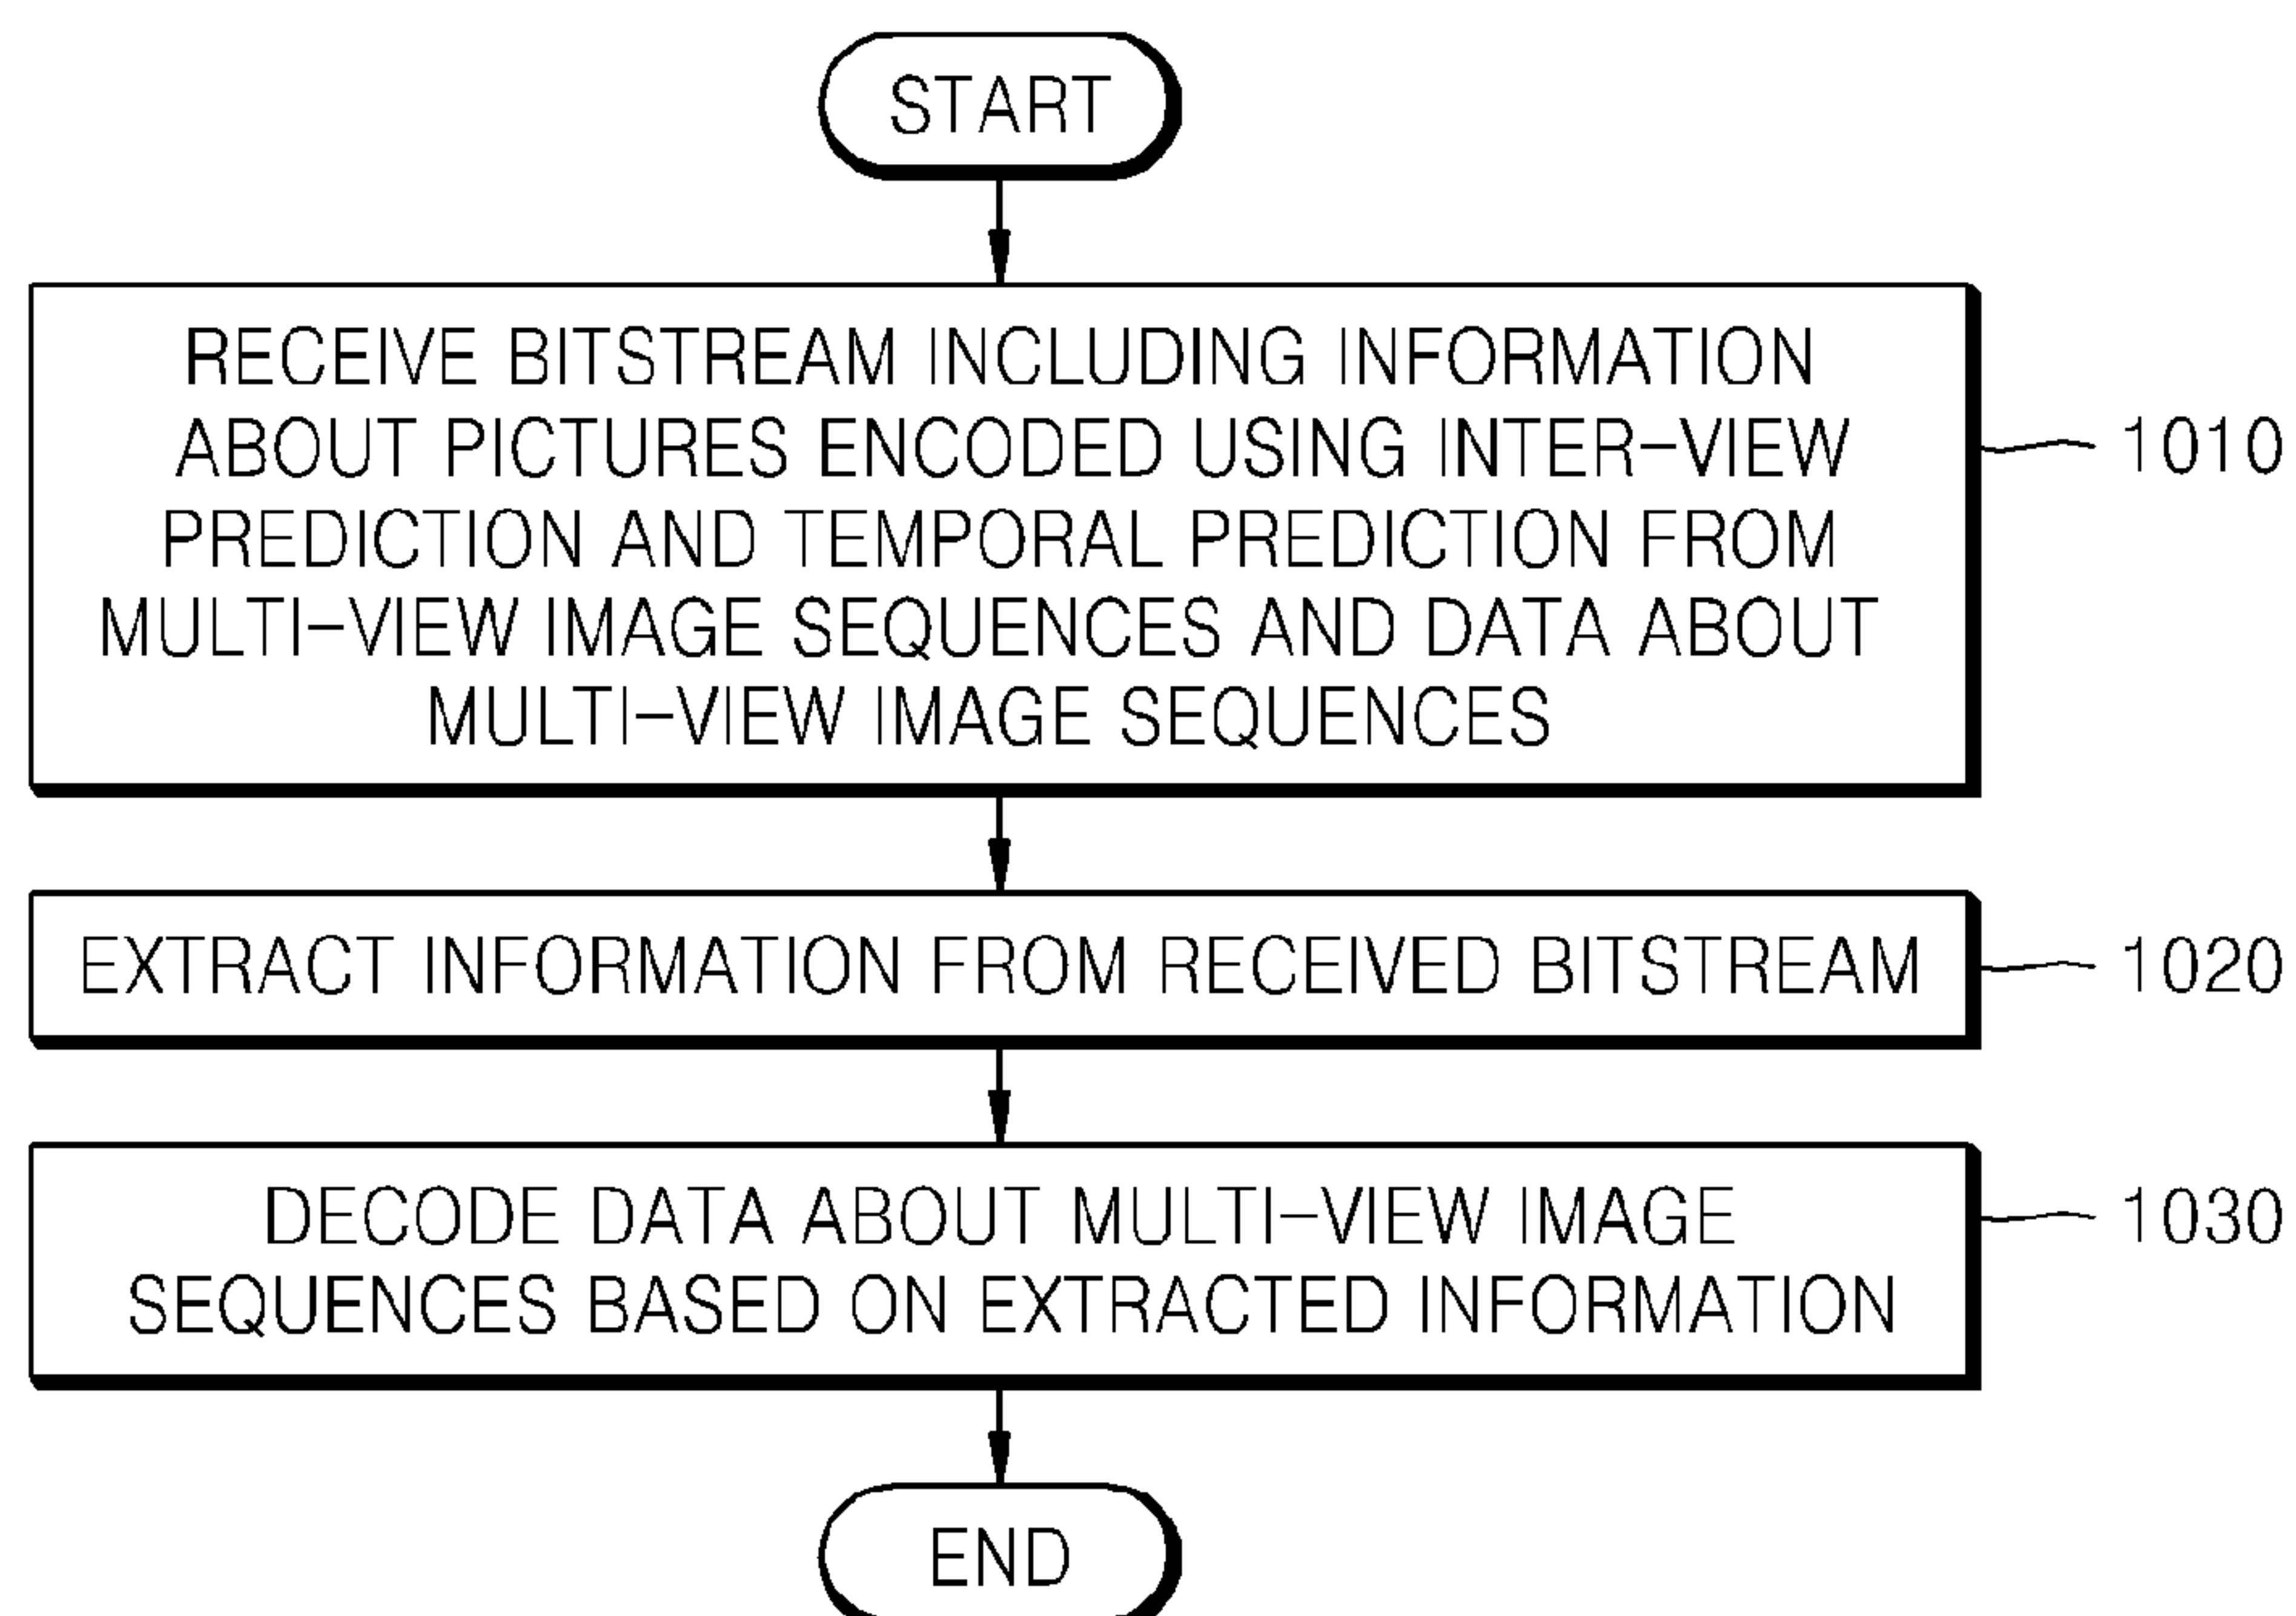 START
RECEIVE BITSTREAM INCLUDING INFORMATION
ABOUT PICTURES ENCODED USING INTER-VIEW
PREDICTION AND TEMPORAL PREDICTION FROM
MULTI-VIEW IMAGE SEQUENCES AND DATA ABOUT
MULTI-VIEW IMAGE SEQUENCES
1010
EXTRACT INFORMATION FROM RECEIVED BITSTREAM
1020
DECODE DATA ABOUT MULTI-VIEW IMAGE
SEQUENCES BASED ON EXTRACTED INFORMATION
1030
END